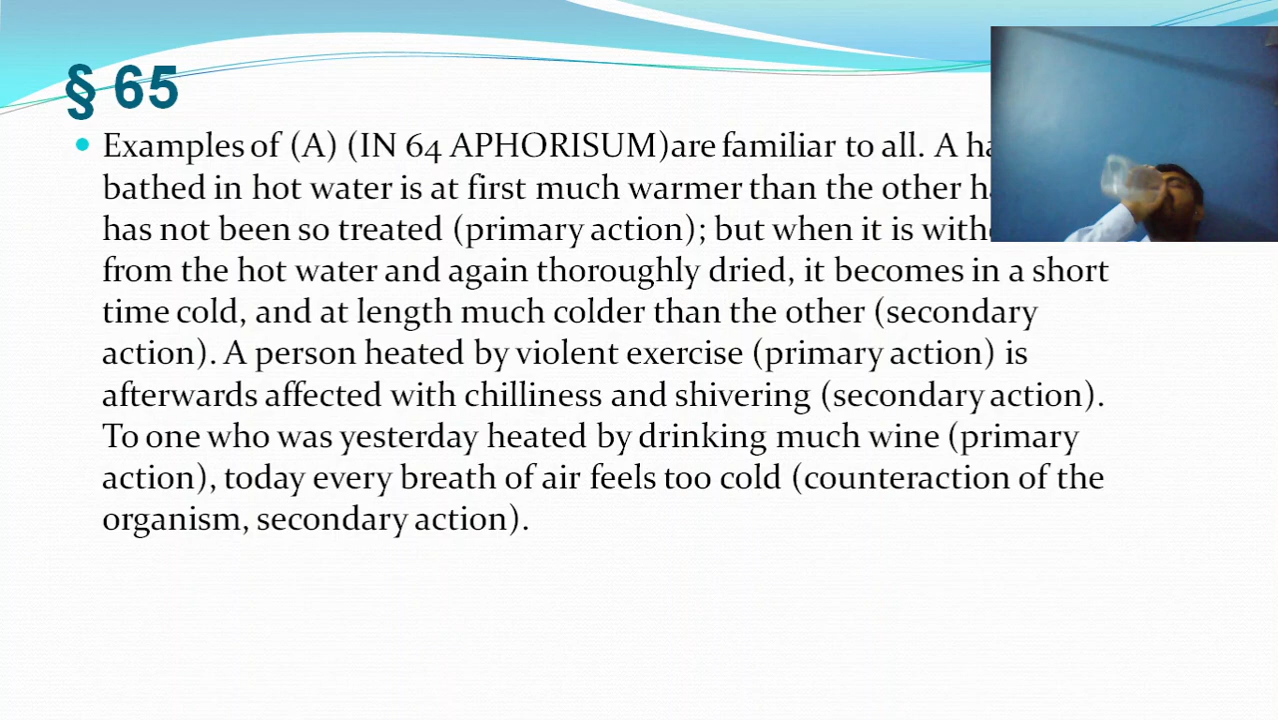 § 65
Examples of (A) (IN 64 APHORISUM)are familiar to all. A
bathed in hot water is at first much warmer than the other
has not been so treated (primary action); but when it is
from the hot water and again thoroughly dried, it becomes in a short
time cold, and at length much colder than the other (secondary
action). A person heated by violent exercise (primary action) is
afterwards affected with chilliness and shivering (secondary action).
To one who was yesterday heated by drinking much wine (primary
action), today every breath of air feels too cold (counteraction of the
organism, secondary action).